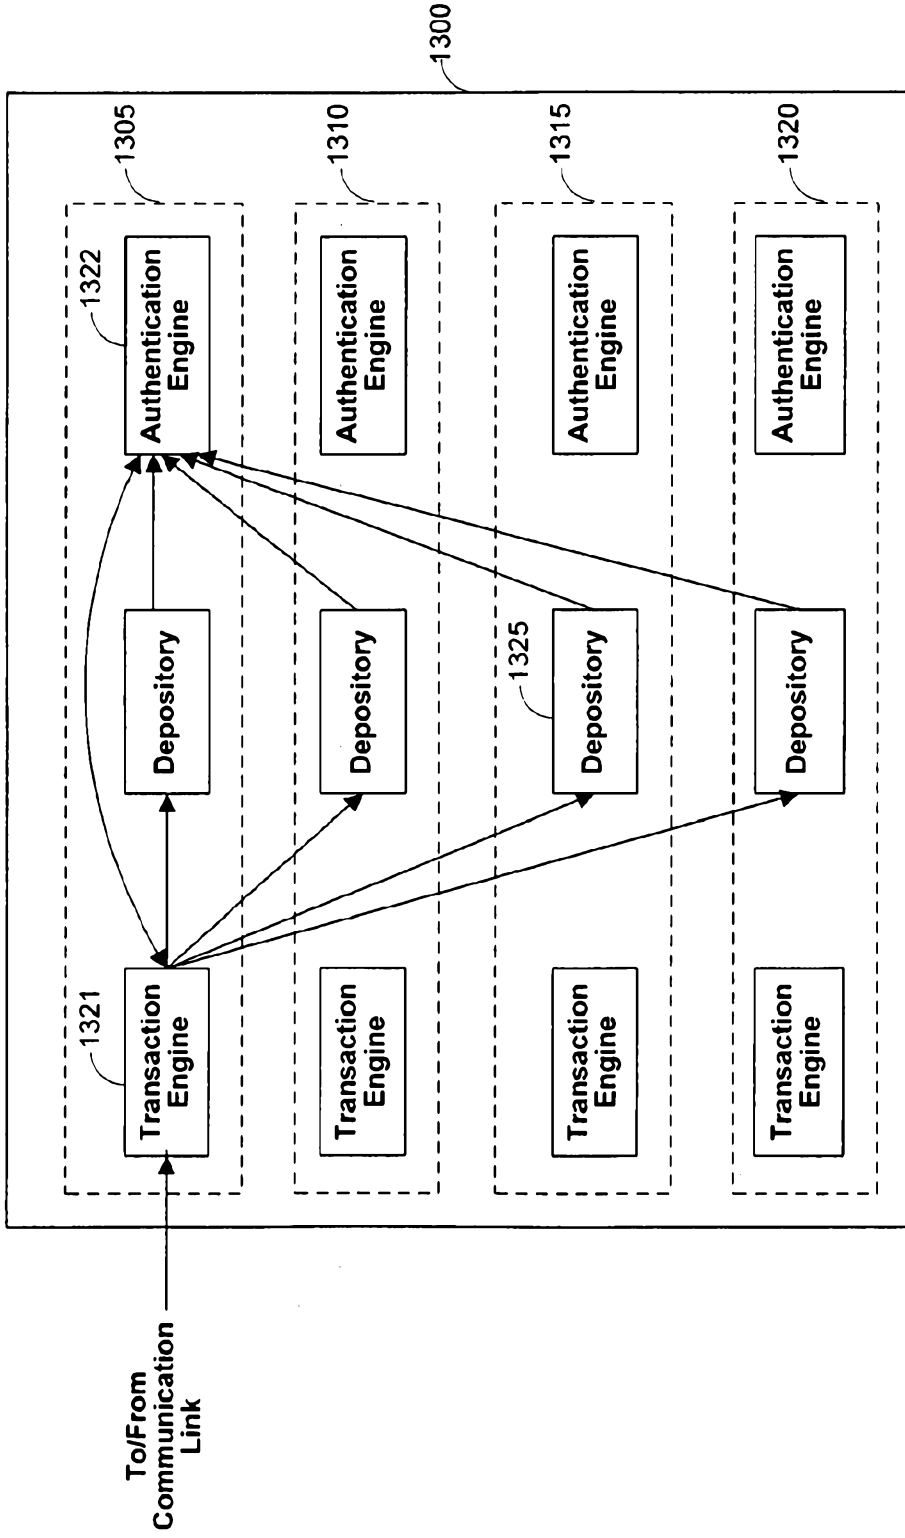 To/From
Communication
Link
1300
1305
1321
Transaction
Engine
Depository
1322
Authentication
Engine
1310
Transaction
Engine
Depository
Authentication
Engine
1315
Transaction
Engine
1325
Depository
Authentication
Engine
1320
Transaction
Engine
Depository
Authentication
Engine